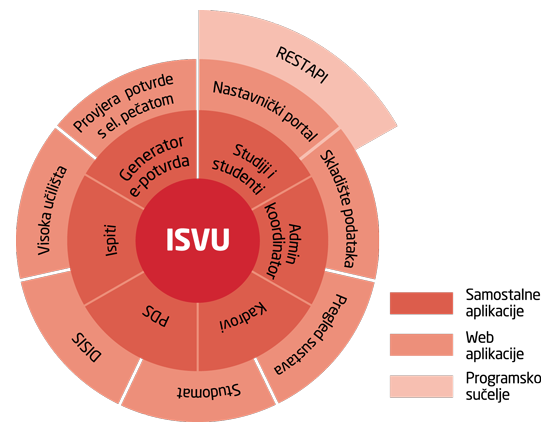 RESTAPI
Nastavnički portal
Skladište podataka
Pregled sustava
Studomat
DISIS
Visoka učilišta
Provjera potvrde
s el. pečatom
Studiji i
studenti
Admin
koordinator
Kadrovi
PDS
Ispiti
Generator
e-potvrda
ISVU
Samostalne
aplikacije
Web
aplikacije
Programsko
sučelje